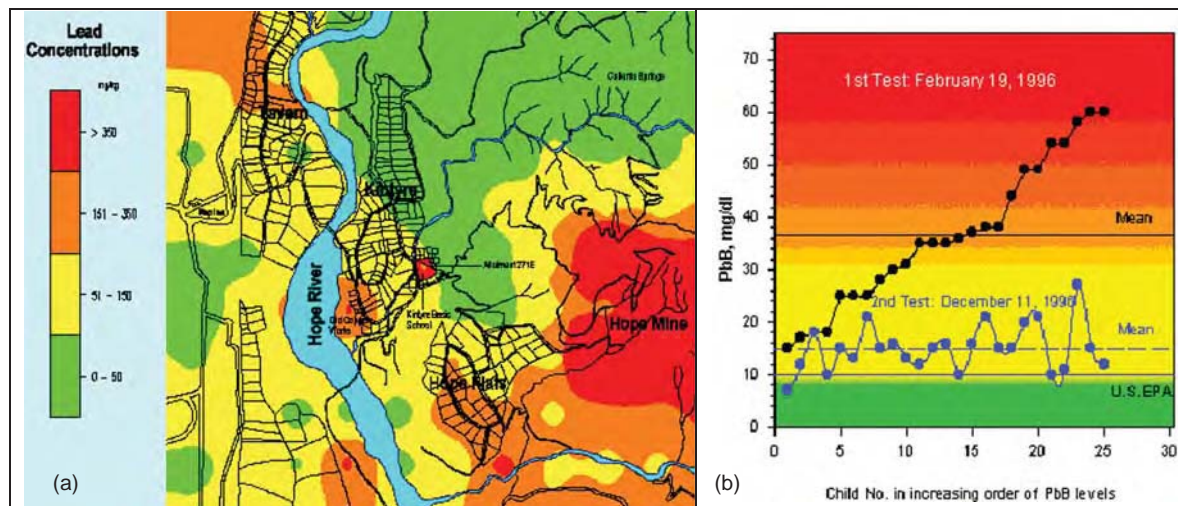 Lead
Concentrations
mg/kg
> 350
151 - 350
51 - 150
0 - 50
Tavern
Kintyre
Hope River
Kintyre Basic
School
Hope Mine
Hope Flats
(a)
1st Test: February 19, 1996
Mean
2nd Test: December 11, 1996
Mean
U.S.EPA
70
60
50
40
30
20
10
0
0
5
10
15
20
25
30
PbB, mg/dl
Child No. in increasing order of PbB levels
(b)